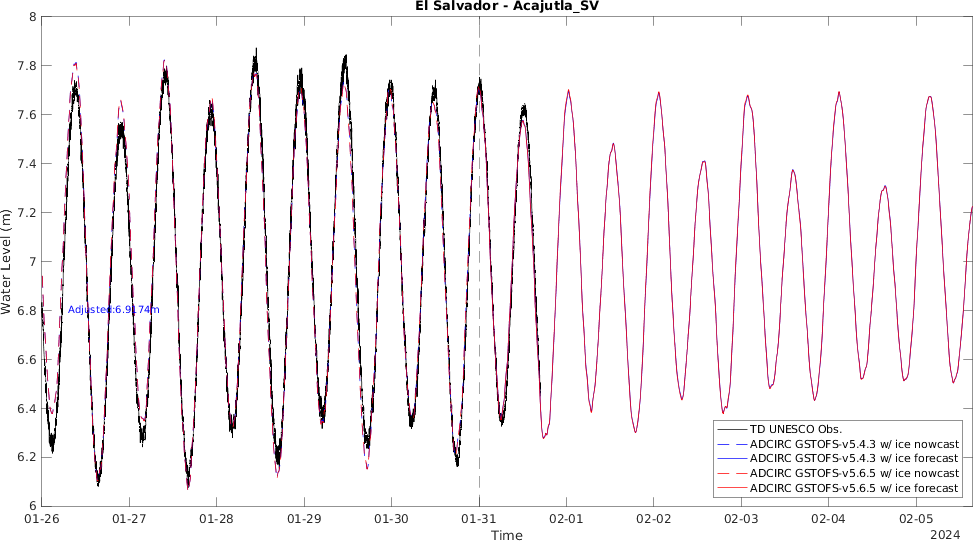 El Salvador - Acajutla_SV
Water Level (m)
8
7.8
7.6
7.4
7.2
7
6.8
6.6
6.4
6.2
6
Adjusted:6.9174m
TD UNESCO Obs.
ADCIRC GSTOFS-v5.4.3 w/ ice nowcast
ADCIRC GSTOFS-v5.4.3 w/ ice forecast
ADCIRC GSTOFS-v5.6.5 w/ ice nowcast
ADCIRC GSTOFS-v5.6.5 w/ ice forecast
01-26 01-27 01-28 01-29 01-30 01-31 02-01 02-02 02-03 02-04 02-05
Time
2024